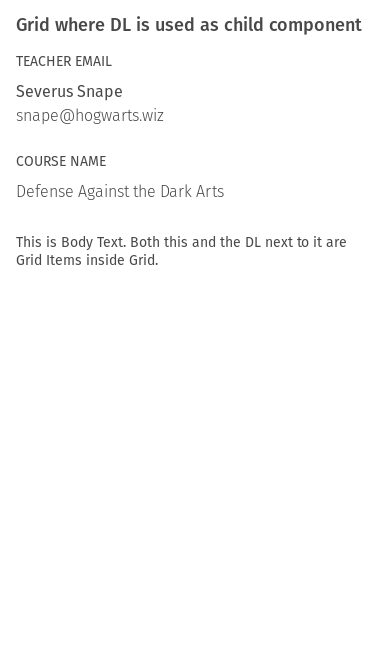 Grid where DL is used as child component
TEACHER EMAIL
Severus Snape
snape@hogwarts.wiz
COURSE NAME
Defense Against the Dark Arts
This is Body Text. Both this and the DL next to it are
Grid Items inside Grid.